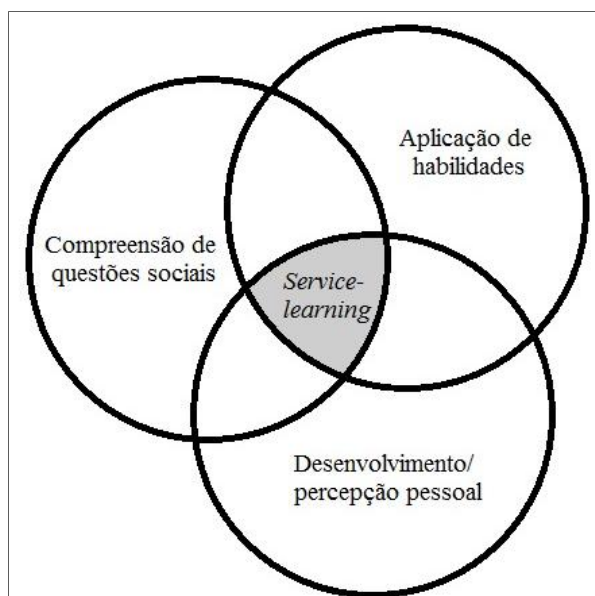 Aplicação de
habilidades
Compreensão de
questões sociais
Service-
learning
Desenvolvimento/
percepção pessoal